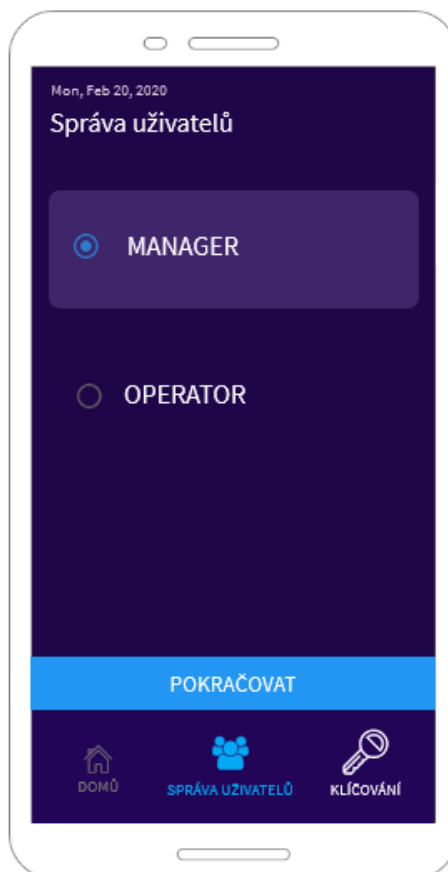 Mon, Feb 20, 2020
Správa uživatelů
MANAGER
OPERATOR
POKRAČOVAT
DOMŮ
SPRÁVA UŽIVATELŮ
KLÍČOVÁNÍ